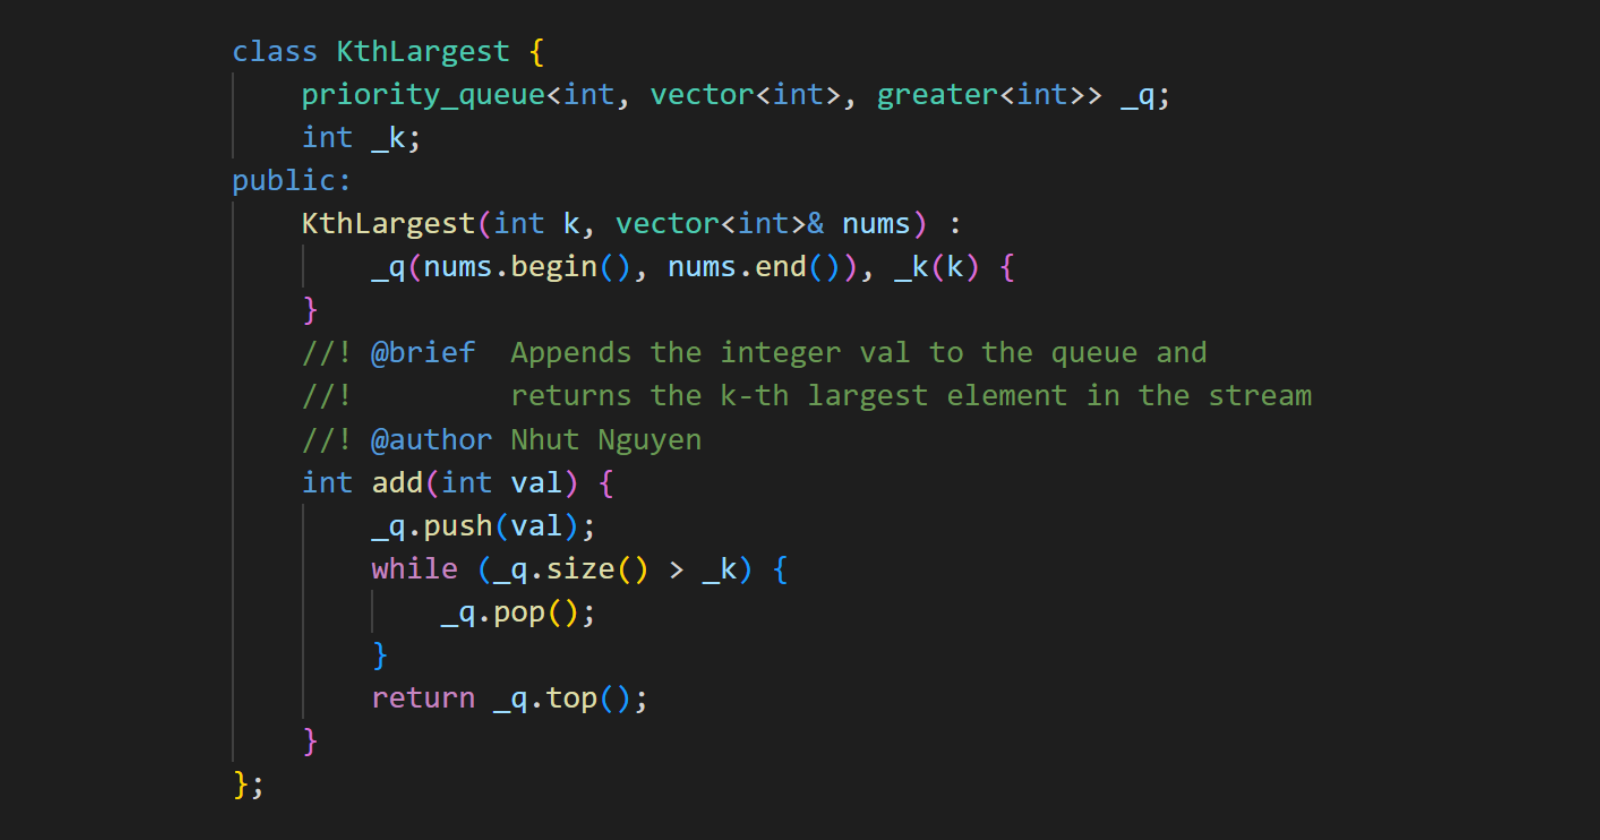 class KthLargest {
    priority_queue<int, vector<int>, greater<int>> _q;
    int _k;
public:
    KthLargest(int k, vector<int>& nums) :
        _q(nums.begin(), nums.end()), _k(k) {
    }
    //! @brief  Appends the integer val to the queue and
    //!         returns the k-th largest element in the stream
    //! @author Nhut Nguyen
    int add(int val) {
        _q.push(val);
        while (_q.size() > _k) {
            _q.pop();
        }
        return _q.top();
    }
};